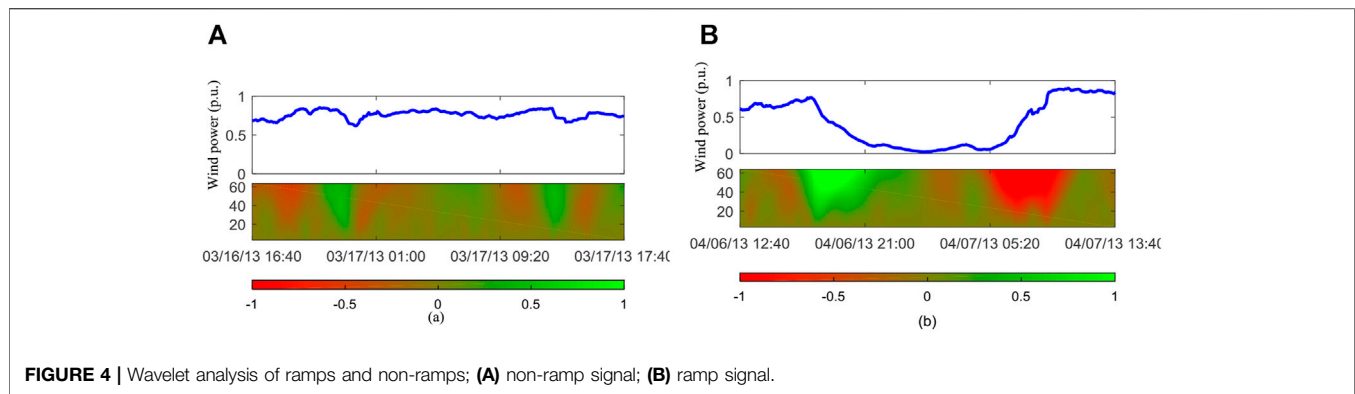 A
B
Wind power (p.u.)
1
0.5
0
60
40
20
03/16/13 16:40 03/17/13 01:00 03/17/13 09:20 03/17/13 17:40
-1 -0.5 0 0.5 1
(a)
Wind power (p.u.)
1
0.5
0
60
40
20
04/06/13 12:40 04/06/13 21:00 04/07/13 05:20 04/07/13 13:40
-1 -0.5 0 0.5 1
(b)
FIGURE 4 | Wavelet analysis of ramps and non-ramps; (A) non-ramp signal; (B) ramp signal.